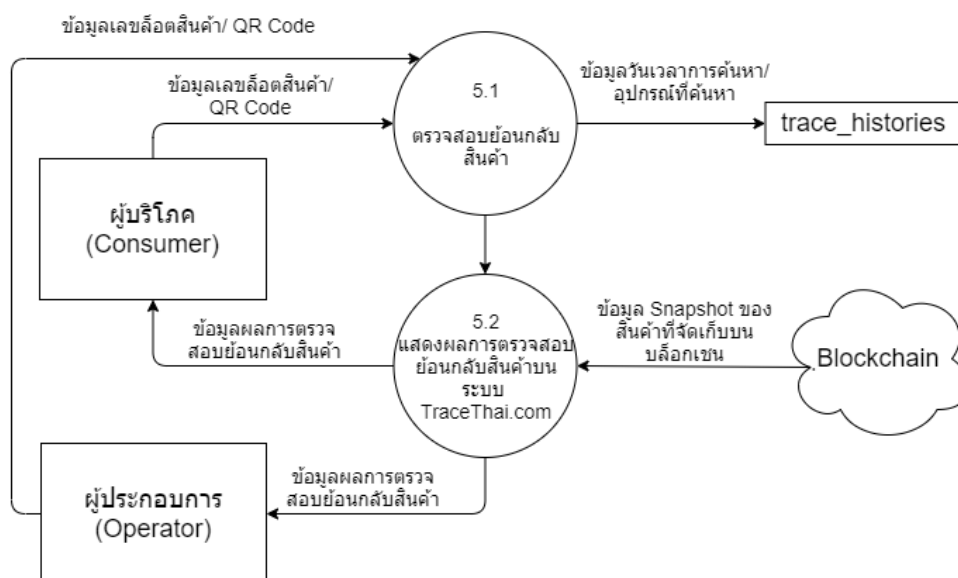 ข้อมูลเลขล็อตสินค้า/ QR Code
ข้อมูลเลขล็อตสินค้า/
QR Code
5.1
ตรวจสอบย้อนกลับ
สินค้า
ข้อมูลวันเวลาการค้นหา/
อุปกรณ์ที่ค้นหา
trace_histories
ผู้บริโภค
(Consumer)
ข้อมูลผลการตรวจ
สอบย้อนกลับสินค้า
5.2
แสดงผลการตรวจสอบ
ย้อนกลับสินค้าบน
ระบบ
TraceThai.com
ข้อมูล Snapshot ของ
สินค้าที่จัดเก็บบน
บล็อกเชน
Blockchain
ผู้ประกอบการ
(Operator)
ข้อมูลผลการตรวจ
สอบย้อนกลับสินค้า